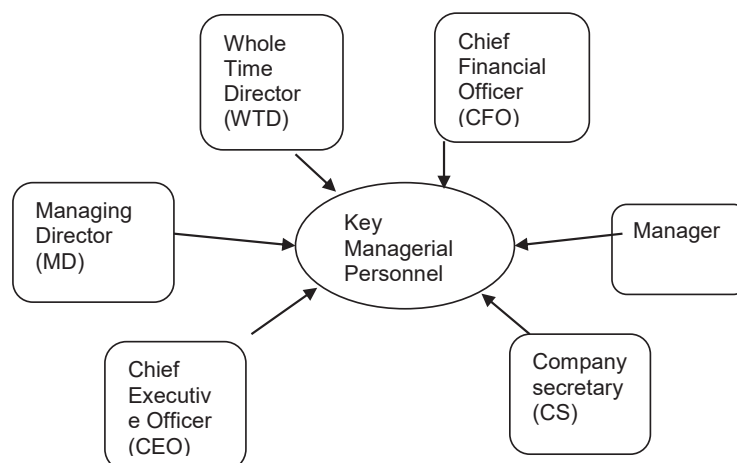 Whole
Time
Director
(WTD)
Chief
Financial
Officer
(CFO)
Managing
Director
(MD)
Key
Managerial
Personnel
Manager
Chief
Executiv
e Officer
(CEO)
Company
secretary
(CS)